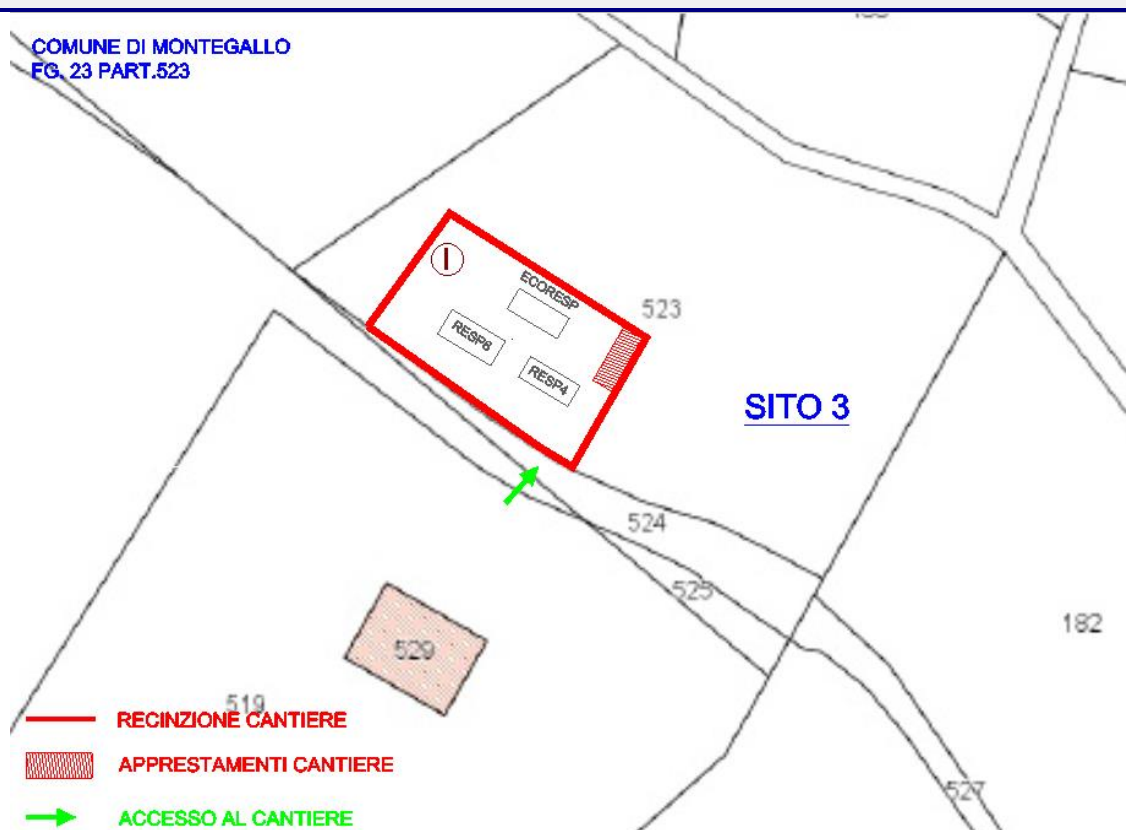 COMUNE DI MONTEGALLO
FG. 23 PART.523
I
ECORESP
RESP8
RESP4
523
SITO 3
524
525
529
182
519
527
RECINZIONE CANTIERE
APPRESTAMENTI CANTIERE
ACCESSO AL CANTIERE